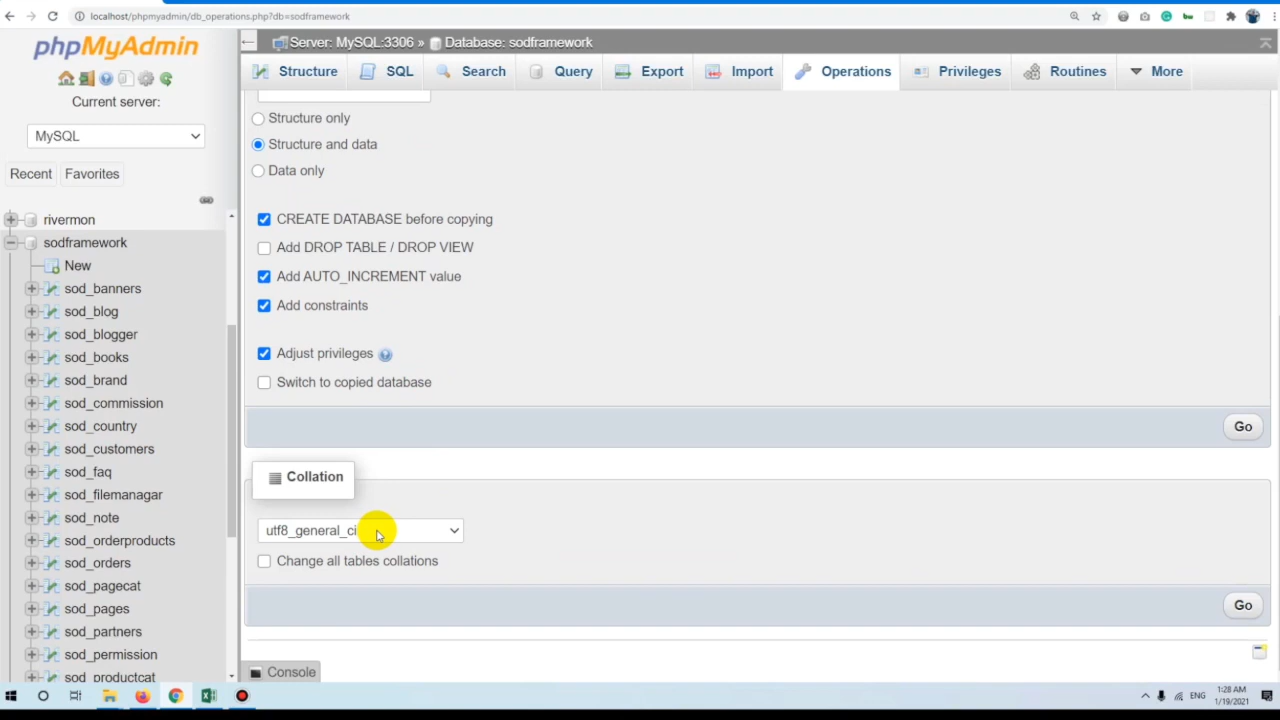 localhost/phpmyadmin/db_operations.php?db=sodframework
phpMyAdmin
Server: MySQL:3306 » Database: sodframework
Structure SQL Search Query Export Import Operations Privileges Routines More
Current server:
MySQL
Recent Favorites
rivermon
sodframework
New
sod_banners
sod_blog
sod_blogger
sod_books
sod_brand
sod_commission
sod_country
sod_customers
sod_faq
sod_filemanagar
sod_note
sod_orderproducts
sod_orders
sod_pagecat
sod_pages
sod_partners
sod_permission
sod_productcat
Structure only
Structure and data
Data only
CREATE DATABASE before copying
Add DROP TABLE / DROP VIEW
Add AUTO_INCREMENT value
Add constraints
Adjust privileges
Switch to copied database
Go
Collation
utf8_general_ci
Change all tables collations
Go
Console
ENG
1:28 AM
1/19/2021